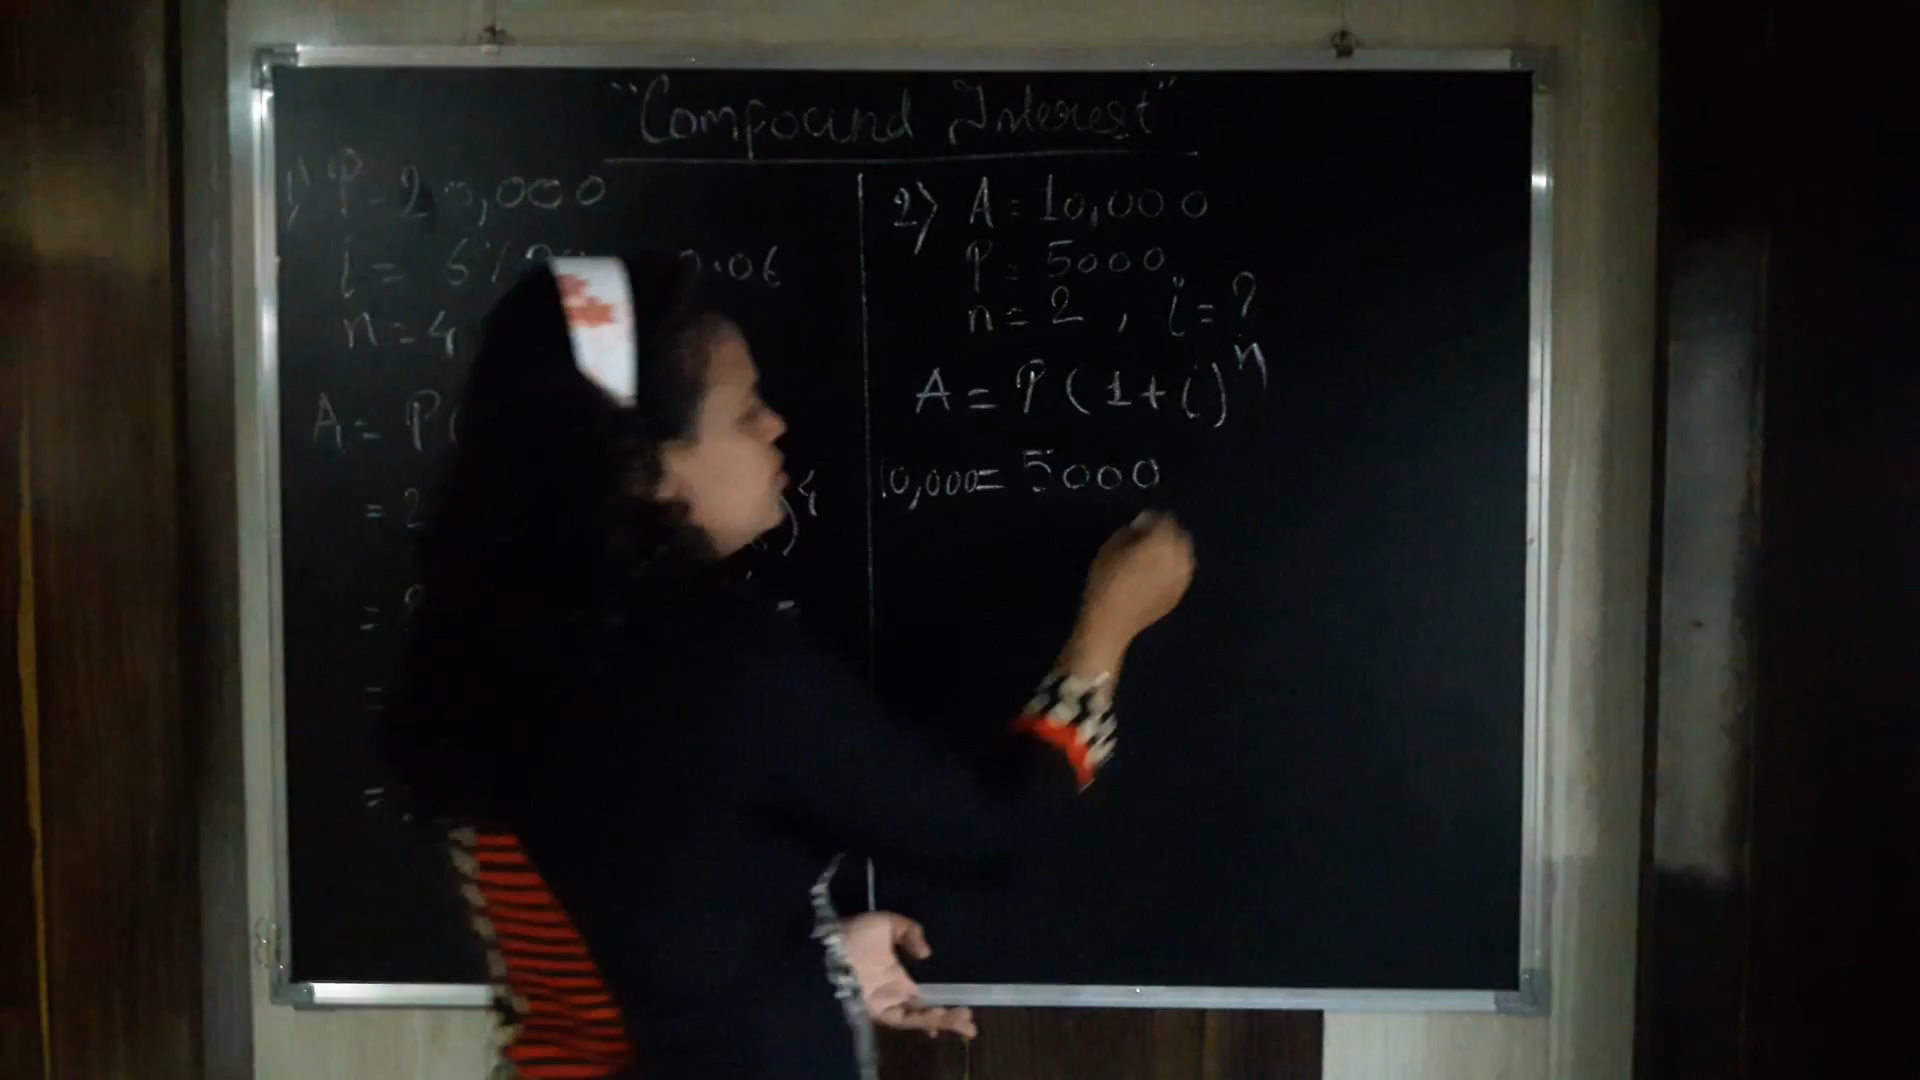 "Compound Interest"
1) P = 20,000
i = 6% 0.06
n = 4
A = P(
= 2 )4
=
=
=
2) A = 10,000
P = 5000
n = 2 , i = ?
A = P(1+i)^n
10,000 = 5000